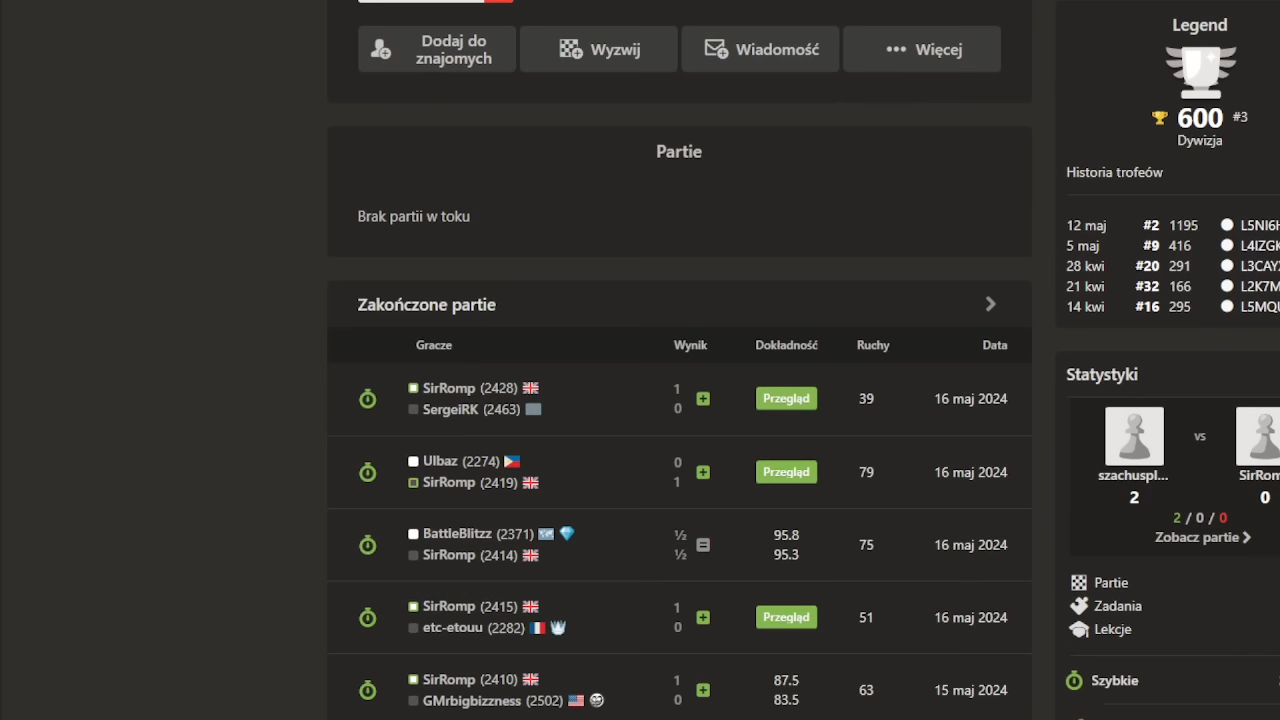 Dodaj do
znajomych
Wyzwij
Wiadomość
••• Więcej
Partie
Brak partii w toku
Zakończone partie
Gracze Wynik Dokładność Ruchy Data
SirRomp (2428) 1
SergeiRK (2463) 0
Przegląd 39 16 maj 2024
Ulbaz (2274) 0
SirRomp (2419) 1
Przegląd 79 16 maj 2024
BattleBlitzz (2371) ½ 95.8
SirRomp (2414) ½ 95.3
75 16 maj 2024
SirRomp (2415) 1
etc-etouu (2282) 0
Przegląd 51 16 maj 2024
SirRomp (2410) 1 87.5
GMrbigbizzness (2502) 0 83.5
63 15 maj 2024
Legend
600 #3
Dywizja
Historia trofeów
12 maj #2 1195 L5NI6H
5 maj #9 416 L4IZGK
28 kwi #20 291 L3CAY
21 kwi #32 166 L2K7M
14 kwi #16 295 L5MQU
Statystyki
vs
szachuspl... SirRom
2 0
2 / 0 / 0
Zobacz partie
Partie
Zadania
Lekcje
Szybkie